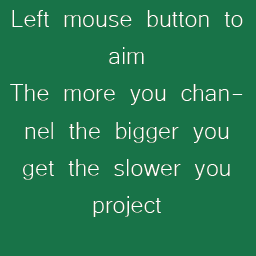 Left mouse button to
aim
The more you chan-
nel the bigger you
get the slower you
project